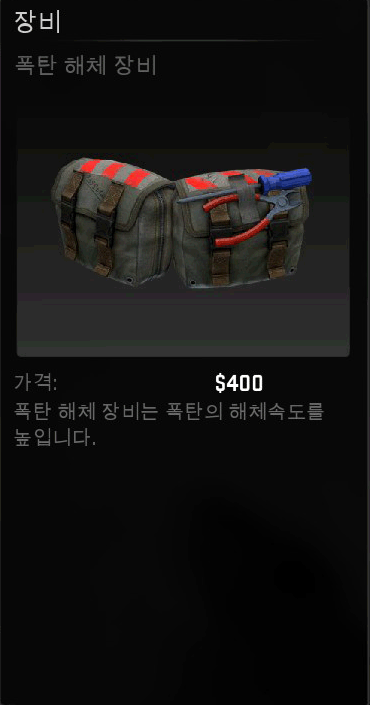 장비
폭탄 해체 장비
가격: $400
폭탄 해체 장비는 폭탄의 해체속도를
높입니다.